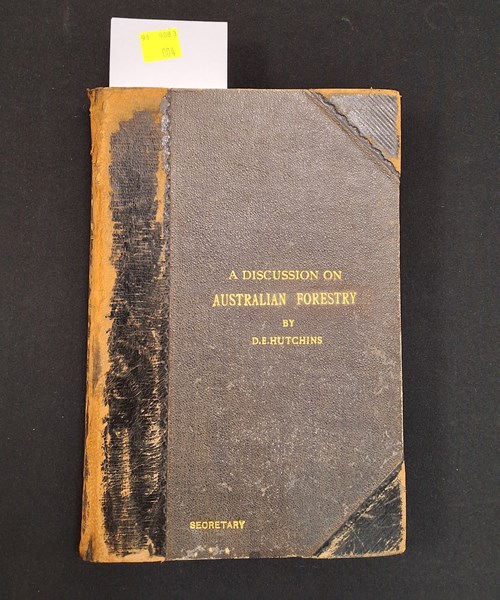 A DISCUSSION ON
AUSTRALIAN FORESTRY
BY
D.E.HUTCHINS
SECRETARY